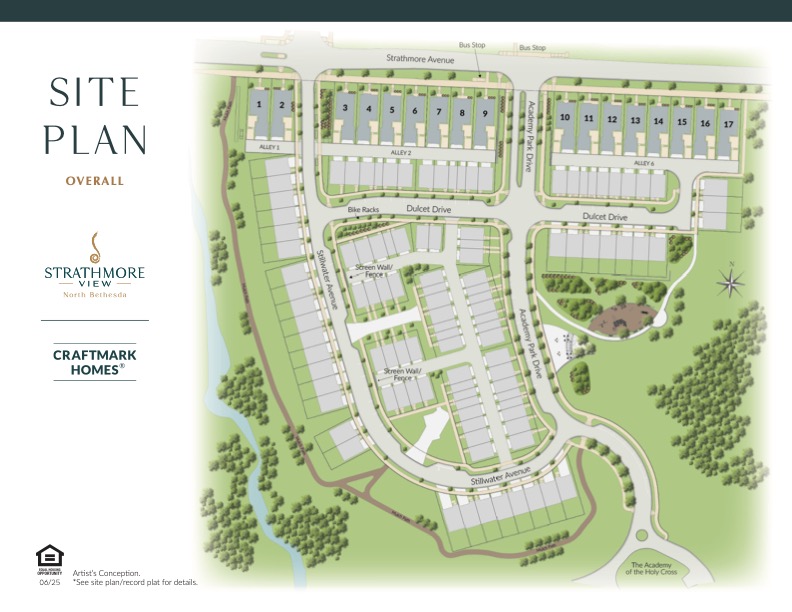 SITE
PLAN
OVERALL
STRATHMORE
VIEW
North Bethesda
CRAFTMARK
HOMES®
EQUAL HOUSING
OPPORTUNITY
06/25
Artist's Conception.
*See site plan/record plat for details.
Bus Stop
Bus Stop
Strathmore Avenue
1 2
3 4 5 6 7 8 9
10 11 12 13 14 15 16 17
ALLEY 1
ALLEY 2
ALLEY 6
Academy Park Drive
Bike Racks
Dulcet Drive
Dulcet Drive
Stillwater Avenue
Screen Wall/
Fence
N
Academy Park Drive
Screen Wall/
Fence
Stillwater Avenue
The Academy
of the Holy Cross